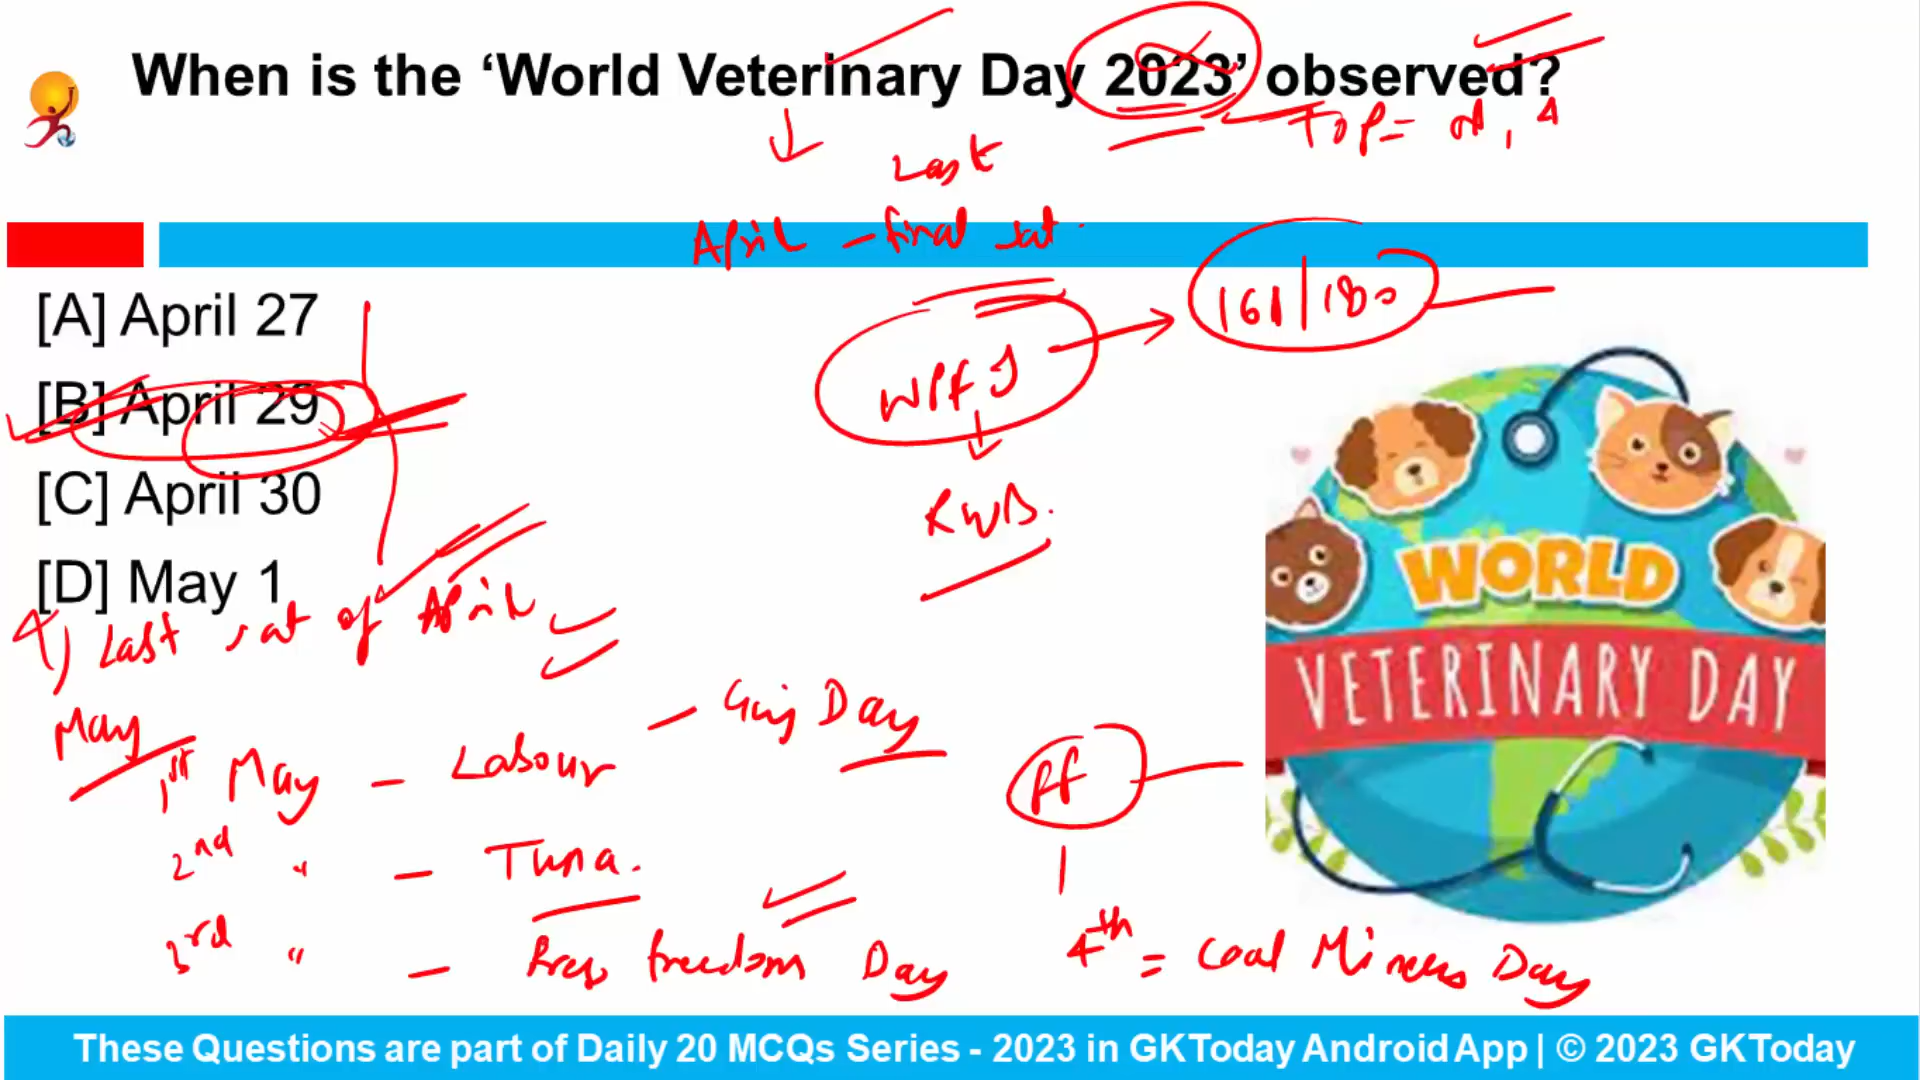 When is the ‘World Veterinary Day 2023’ observed?
Last
April - final sat.
161/180
[A] April 27
[B] April 29
[C] April 30
[D] May 1
RWB.
Last sat of April
WORLD
VETERINARY DAY
May
1st May - Labour - Guj Day
2nd " - Tuna.
3rd " - Press freedom Day
4th = Coal Miners Day
These Questions are part of Daily 20 MCQs Series - 2023 in GKToday Android App | © 2023 GKToday